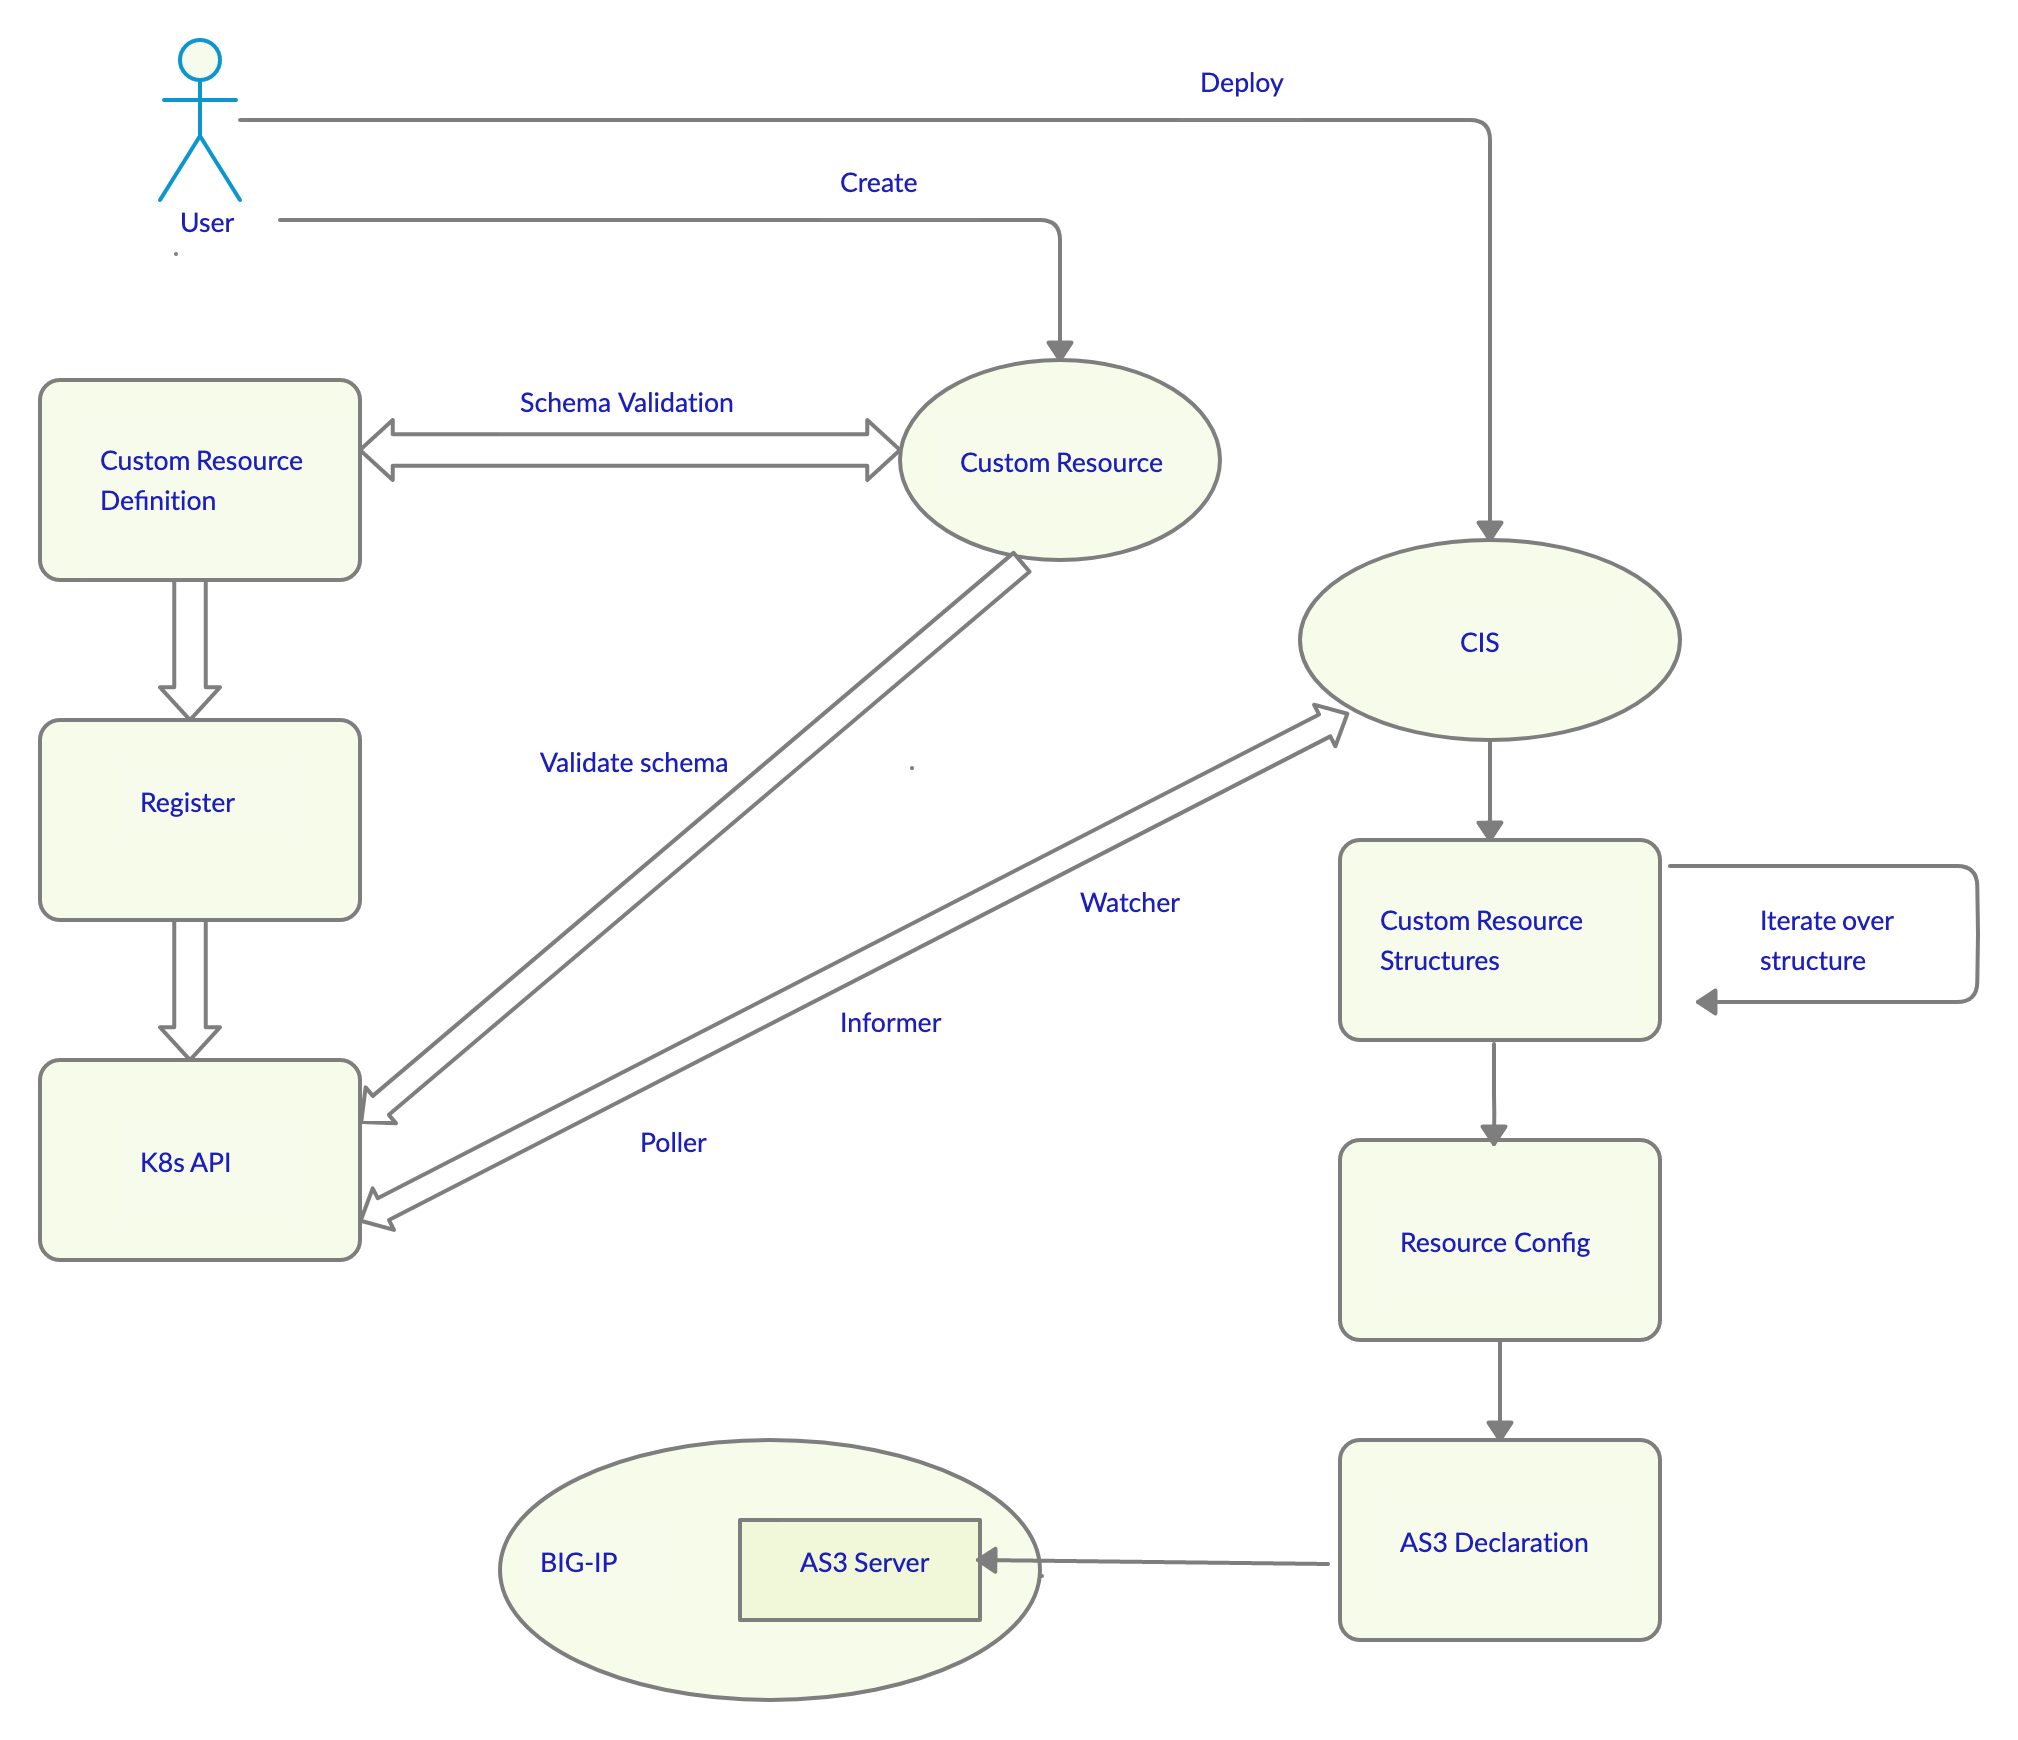 Deploy
Create
User
Schema Validation
Custom Resource
Definition
Custom Resource
CIS
Validate schema
Register
Watcher
Custom Resource
Structures
Iterate over
structure
Informer
Poller
K8s API
Resource Config
BIG-IP
AS3 Server
AS3 Declaration